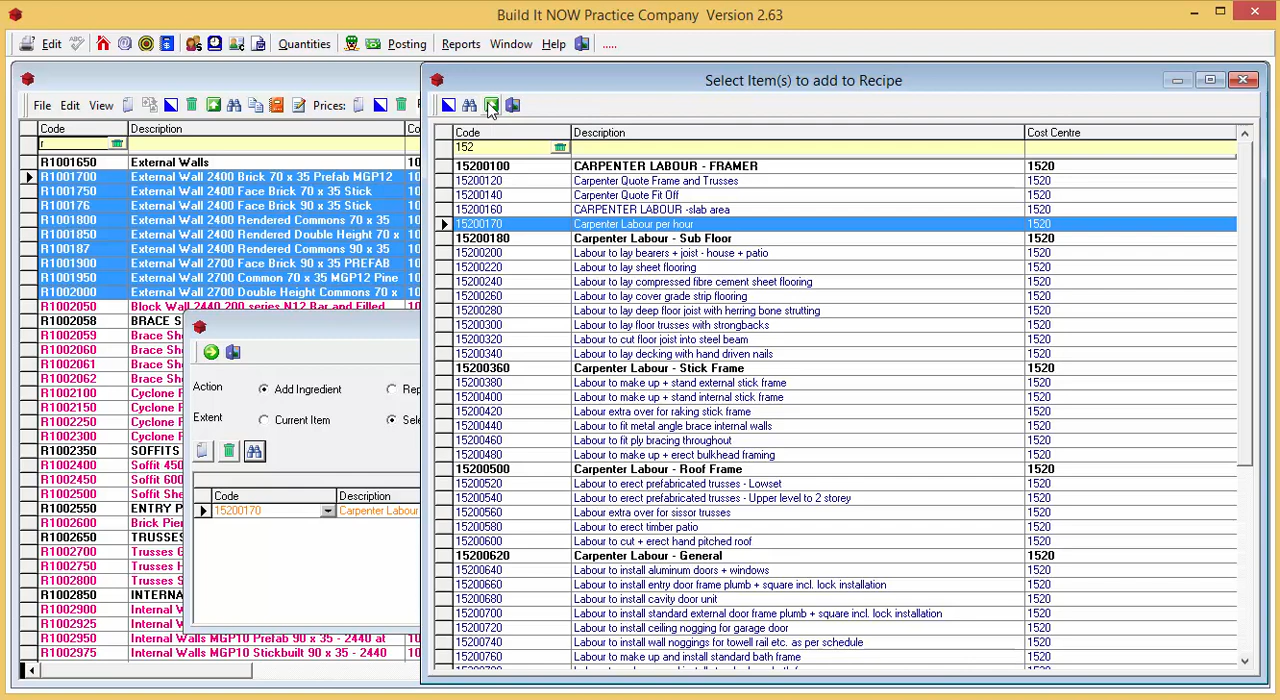 Build It NOW Practice Company Version 2.63
Edit Quantities Posting Reports Window Help .....
File Edit View Prices:
Code Description Co
r
R1001650 External Walls 10
R1001700 External Wall 2400 Brick 70 x 35 Prefab MGP12 10
R1001750 External Wall 2400 Face Brick 70 x 35 Stick 10
R100176 External Wall 2400 Face Brick 90 x 35 Stick 10
R1001800 External Wall 2400 Rendered Commons 70 x 35 10
R1001850 External Wall 2400 Rendered Double Height 70 x 10
R100187 External Wall 2400 Rendered Commons 90 x 35 10
R1001900 External Wall 2700 Face Brick 90 x 35 PREFAB 10
R1001950 External Wall 2700 Common 70 x 35 MGP12 Pine 10
R1002000 External Wall 2700 Double Height Commons 70 x 10
R1002050 Block Wall 2440 200 series N12 Bar and Filled 10
R1002058 BRACE S
R1002059 Brace She
R1002060 Brace She
R1002061 Brace She
R1002062 Brace She
R1002100 Cyclone F
R1002150 Cyclone F
R1002250 Cyclone F
R1002300 Cyclone F
R1002350 SOFFITS
R1002400 Soffit 450
R1002450 Soffit 600
R1002500 Soffit She
R1002550 ENTRY P
R1002600 Brick Pier
R1002650 TRUSSES
R1002700 Trusses G
R1002750 Trusses H
R1002800 Trusses S
R1002850 INTERNA
R1002900 Internal W
R1002925 Internal W
R1002950 Internal Walls MGP10 Prefab 90 x 35 - 2440 at 10
R1002975 Internal Walls MGP10 Stickbuilt 90 x 35 - 2440 10
Action Add Ingredient Rep
Extent Current Item Sele
Code Description
15200170 Carpenter Labour
Select Item(s) to add to Recipe
Code Description Cost Centre
152
15200100 CARPENTER LABOUR - FRAMER 1520
15200120 Carpenter Quote Frame and Trusses 1520
15200140 Carpenter Quote Fit Off 1520
15200160 CARPENTER LABOUR -slab area 1520
15200170 Carpenter Labour per hour 1520
15200180 Carpenter Labour - Sub Floor 1520
15200200 Labour to lay bearers + joist - house + patio 1520
15200220 Labour to lay sheet flooring 1520
15200240 Labour to lay compressed fibre cement sheet flooring 1520
15200260 Labour to lay cover grade strip flooring 1520
15200280 Labour to lay deep floor joist with herring bone strutting 1520
15200300 Labour to lay floor trusses with strongbacks 1520
15200320 Labour to cut floor joist into steel beam 1520
15200340 Labour to lay decking with hand driven nails 1520
15200360 Carpenter Labour - Stick Frame 1520
15200380 Labour to make up + stand external stick frame 1520
15200400 Labour to make up + stand internal stick frame 1520
15200420 Labour extra over for raking stick frame 1520
15200440 Labour to fit metal angle brace internal walls 1520
15200460 Labour to fit ply bracing throughout 1520
15200480 Labour to make up + erect bulkhead framing 1520
15200500 Carpenter Labour - Roof Frame 1520
15200520 Labour to erect prefabricated trusses - Lowset 1520
15200540 Labour to erect prefabricated trusses - Upper level to 2 storey 1520
15200560 Labour extra over for sissor trusses 1520
15200580 Labour to erect timber patio 1520
15200600 Labour to cut + erect hand pitched roof 1520
15200620 Carpenter Labour - General 1520
15200640 Labour to install aluminum doors + windows 1520
15200660 Labour to install entry door frame plumb + square incl. lock installation 1520
15200680 Labour to install cavity door unit 1520
15200700 Labour to install standard external door frame plumb + square incl. lock installation 1520
15200720 Labour to install ceiling nogging for garage door 1520
15200740 Labour to install wall noggings for towell rail etc. as per schedule 1520
15200760 Labour to make up and install standard bath frame 1520